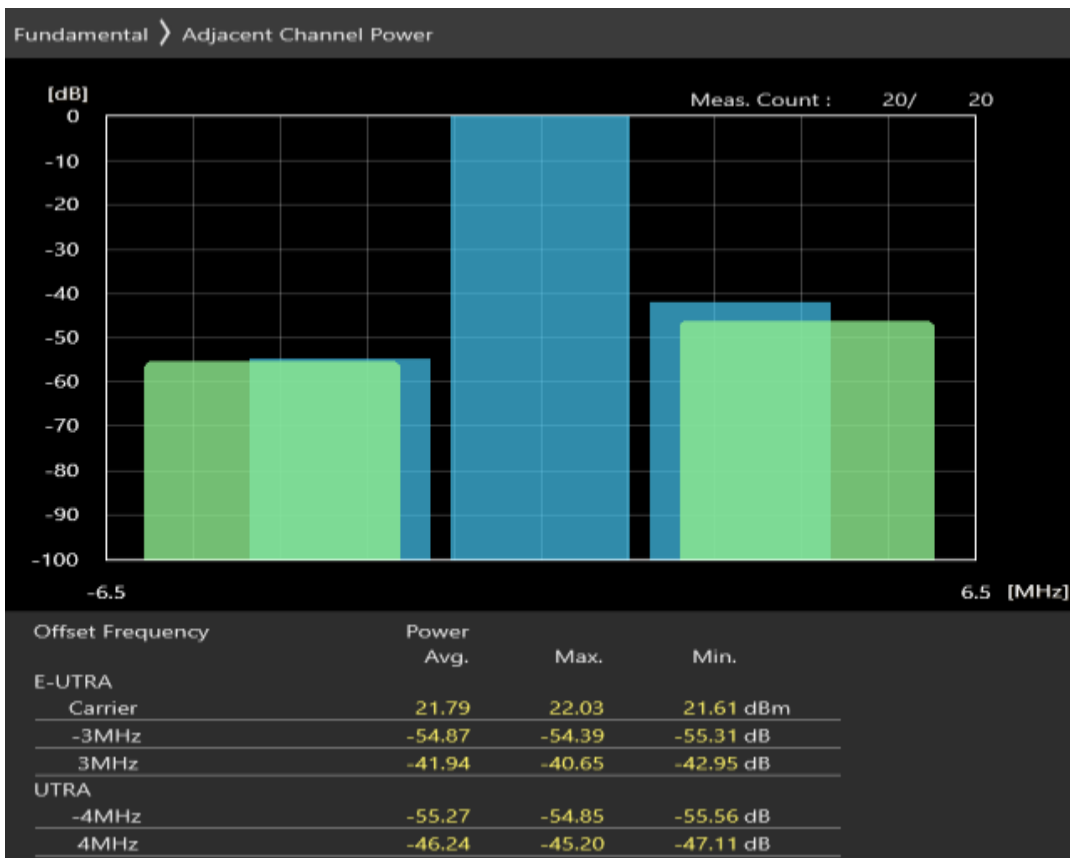 Fundamental 〉 Adjacent Channel Power
[dB]
Meas. Count : 20/ 20
0
-10
-20
-30
-40
-50
-60
-70
-80
-90
-100
-6.5 6.5 [MHz]
Offset Frequency Power
Avg. Max. Min.
E-UTRA
Carrier 21.79 22.03 21.61 dBm
-3MHz -54.87 -54.39 -55.31 dB
3MHz -41.94 -40.65 -42.95 dB
UTRA
-4MHz -55.27 -54.85 -55.56 dB
4MHz -46.24 -45.20 -47.11 dB